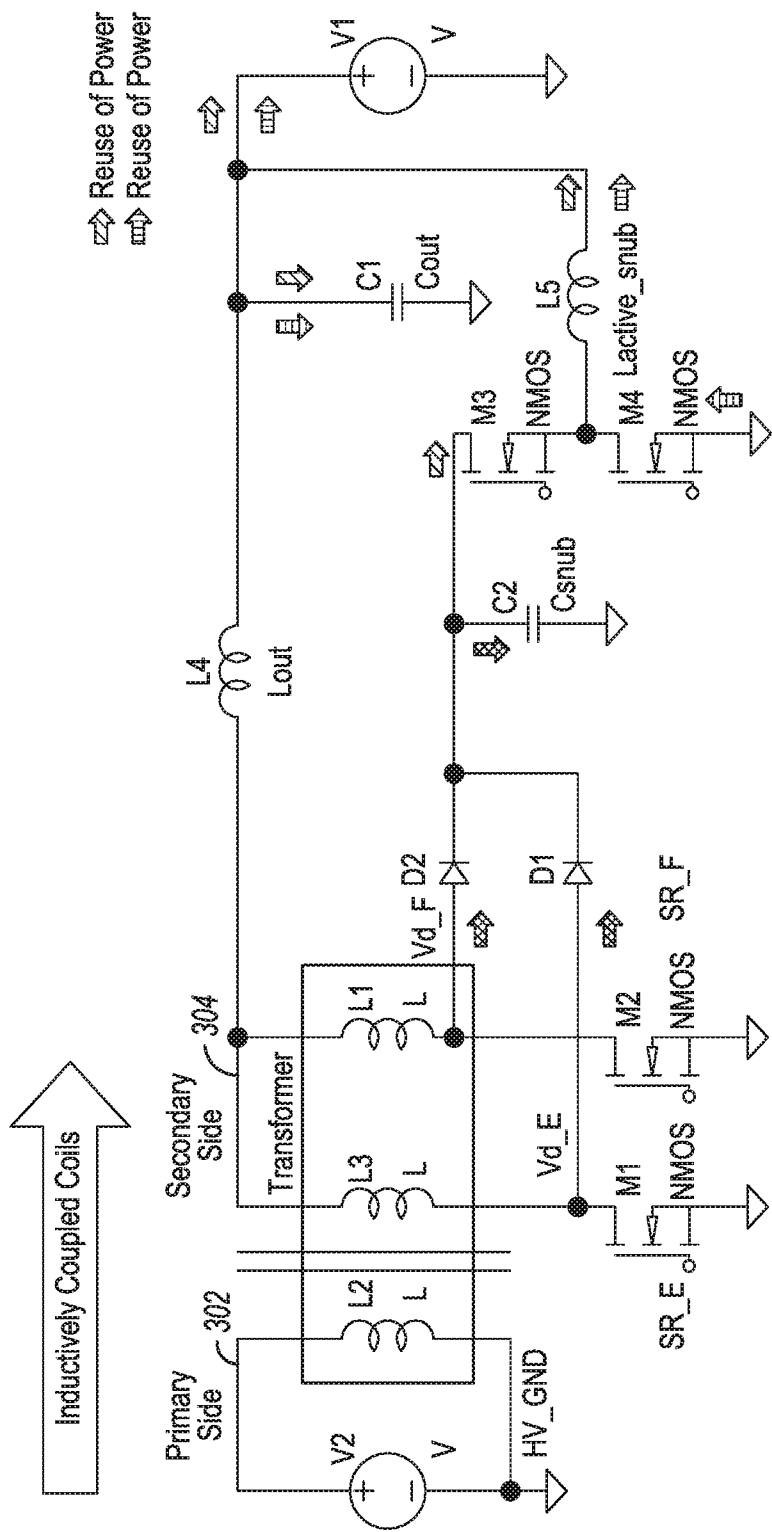 Inductively Coupled Coils
Reuse of Power
Reuse of Power
Primary
Side
302
Secondary
Side
304
Transformer
V2
V
HV_GND
L2
L
L3
L
L1
L
L4
Lout
Vd_F
Vd_E
D2
D1
M1
NMOS
SR_E
M2
NMOS
SR_F
C2
Csnub
M3
NMOS
M4
NMOS
L5
Lactive_snub
C1
Cout
V1
V
+
−
+
−